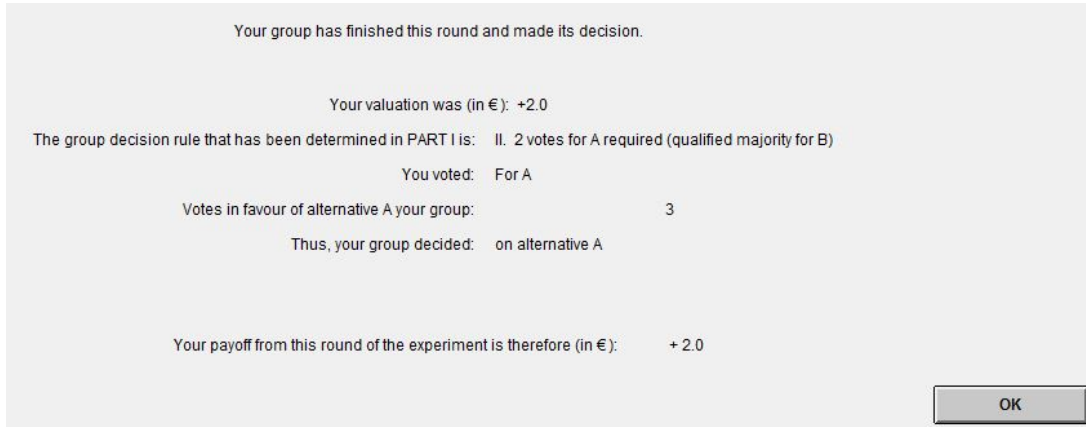 Your group has finished this round and made its decision.
Your valuation was (in €): +2.0
The group decision rule that has been determined in PART I is: II. 2 votes for A required (qualified majority for B)
You voted: For A
Votes in favour of alternative A your group: 3
Thus, your group decided: on alternative A
Your payoff from this round of the experiment is therefore (in €): + 2.0
OK